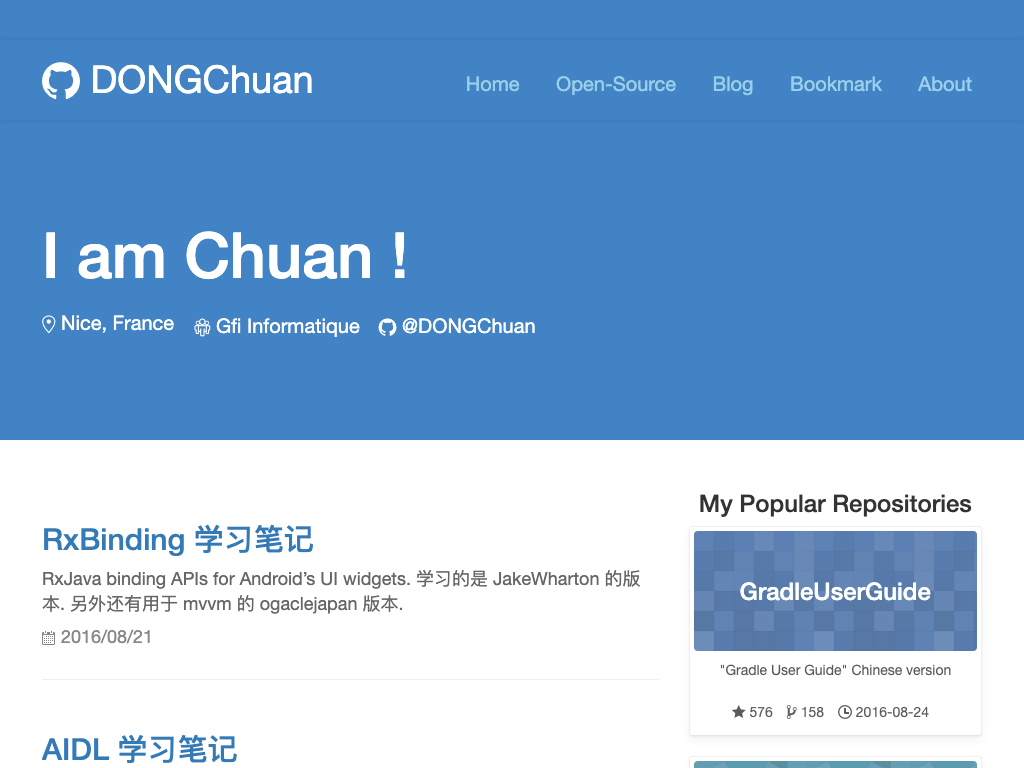 DONGChuan
Home Open-Source Blog Bookmark About
I am Chuan !
Nice, France Gfi Informatique @DONGChuan
RxBinding 学习笔记
RxJava binding APIs for Android’s UI widgets. 学习的是 JakeWharton 的版
本. 另外还有用于 mvvm 的 ogaclejapan 版本.
2016/08/21
AIDL 学习笔记
My Popular Repositories
GradleUserGuide
"Gradle User Guide" Chinese version
576 158 2016-08-24